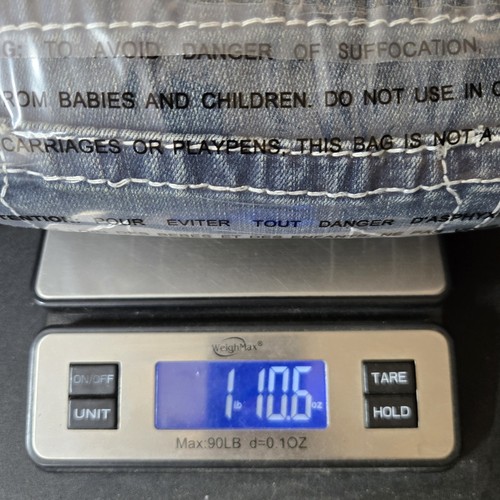 G: TO AVOID DANGER OF SUFFOCATION,
ROM BABIES AND CHILDREN. DO NOT USE IN C
CARRIAGES OR PLAYPENS. THIS BAG IS NOT A
TENTION: POUR EVITER TOUT DANGER D'ASPHYX
WeighMax®
ON/OFF
TARE
1 lb 10.6 oz
UNIT
HOLD
Max:90LB d=0.1OZ